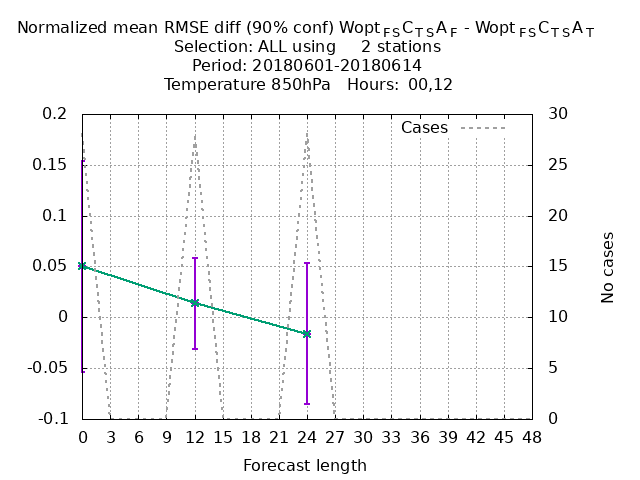 Normalized mean RMSE diff (90% conf) Wopt FS C TS A F - Wopt FS C TS A T
Selection: ALL using 2 stations
Period: 20180601-20180614
Temperature 850hPa Hours: 00,12
Cases
0.2
0.15
0.1
0.05
0
-0.05
-0.1
30
25
20
15
10
5
0
No cases
0 3 6 9 12 15 18 21 24 27 30 33 36 39 42 45 48
Forecast length